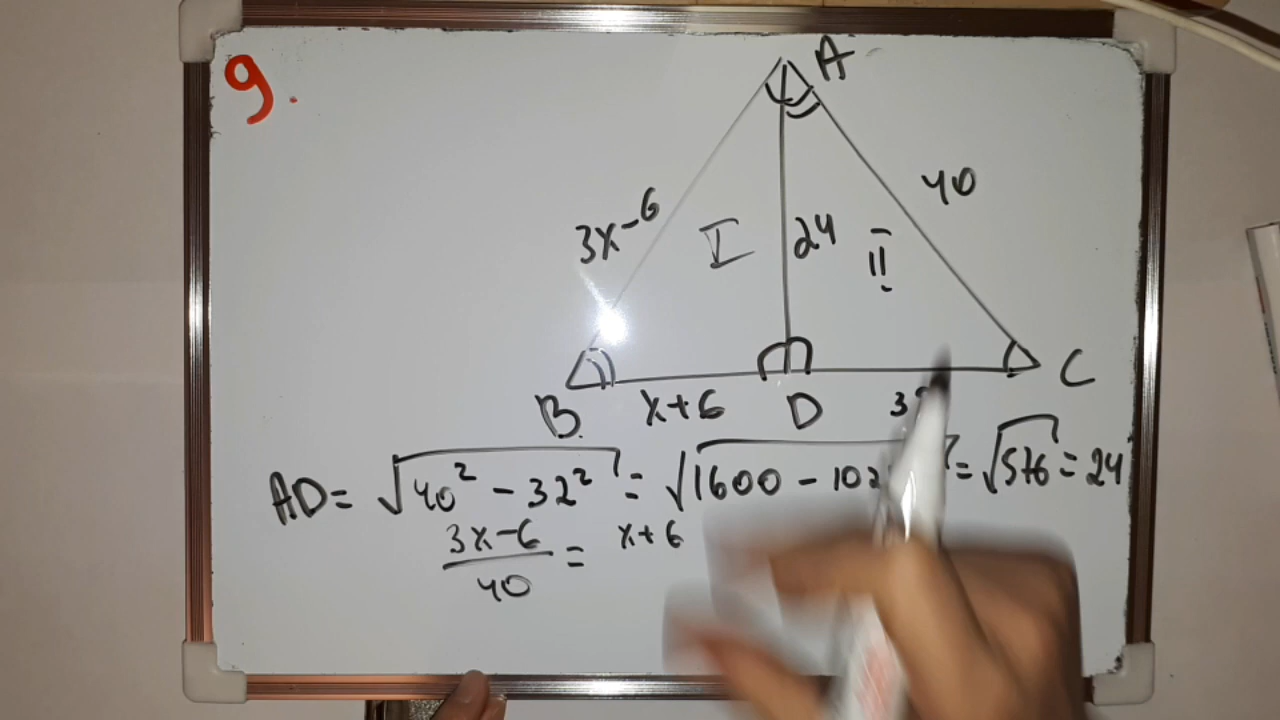 9.
A
40
3x-6
I
24
II
B
x+6
D
C
AD= √40² - 32² = √1600 - 102 = √576 = 24
3x-6
40
= x+6